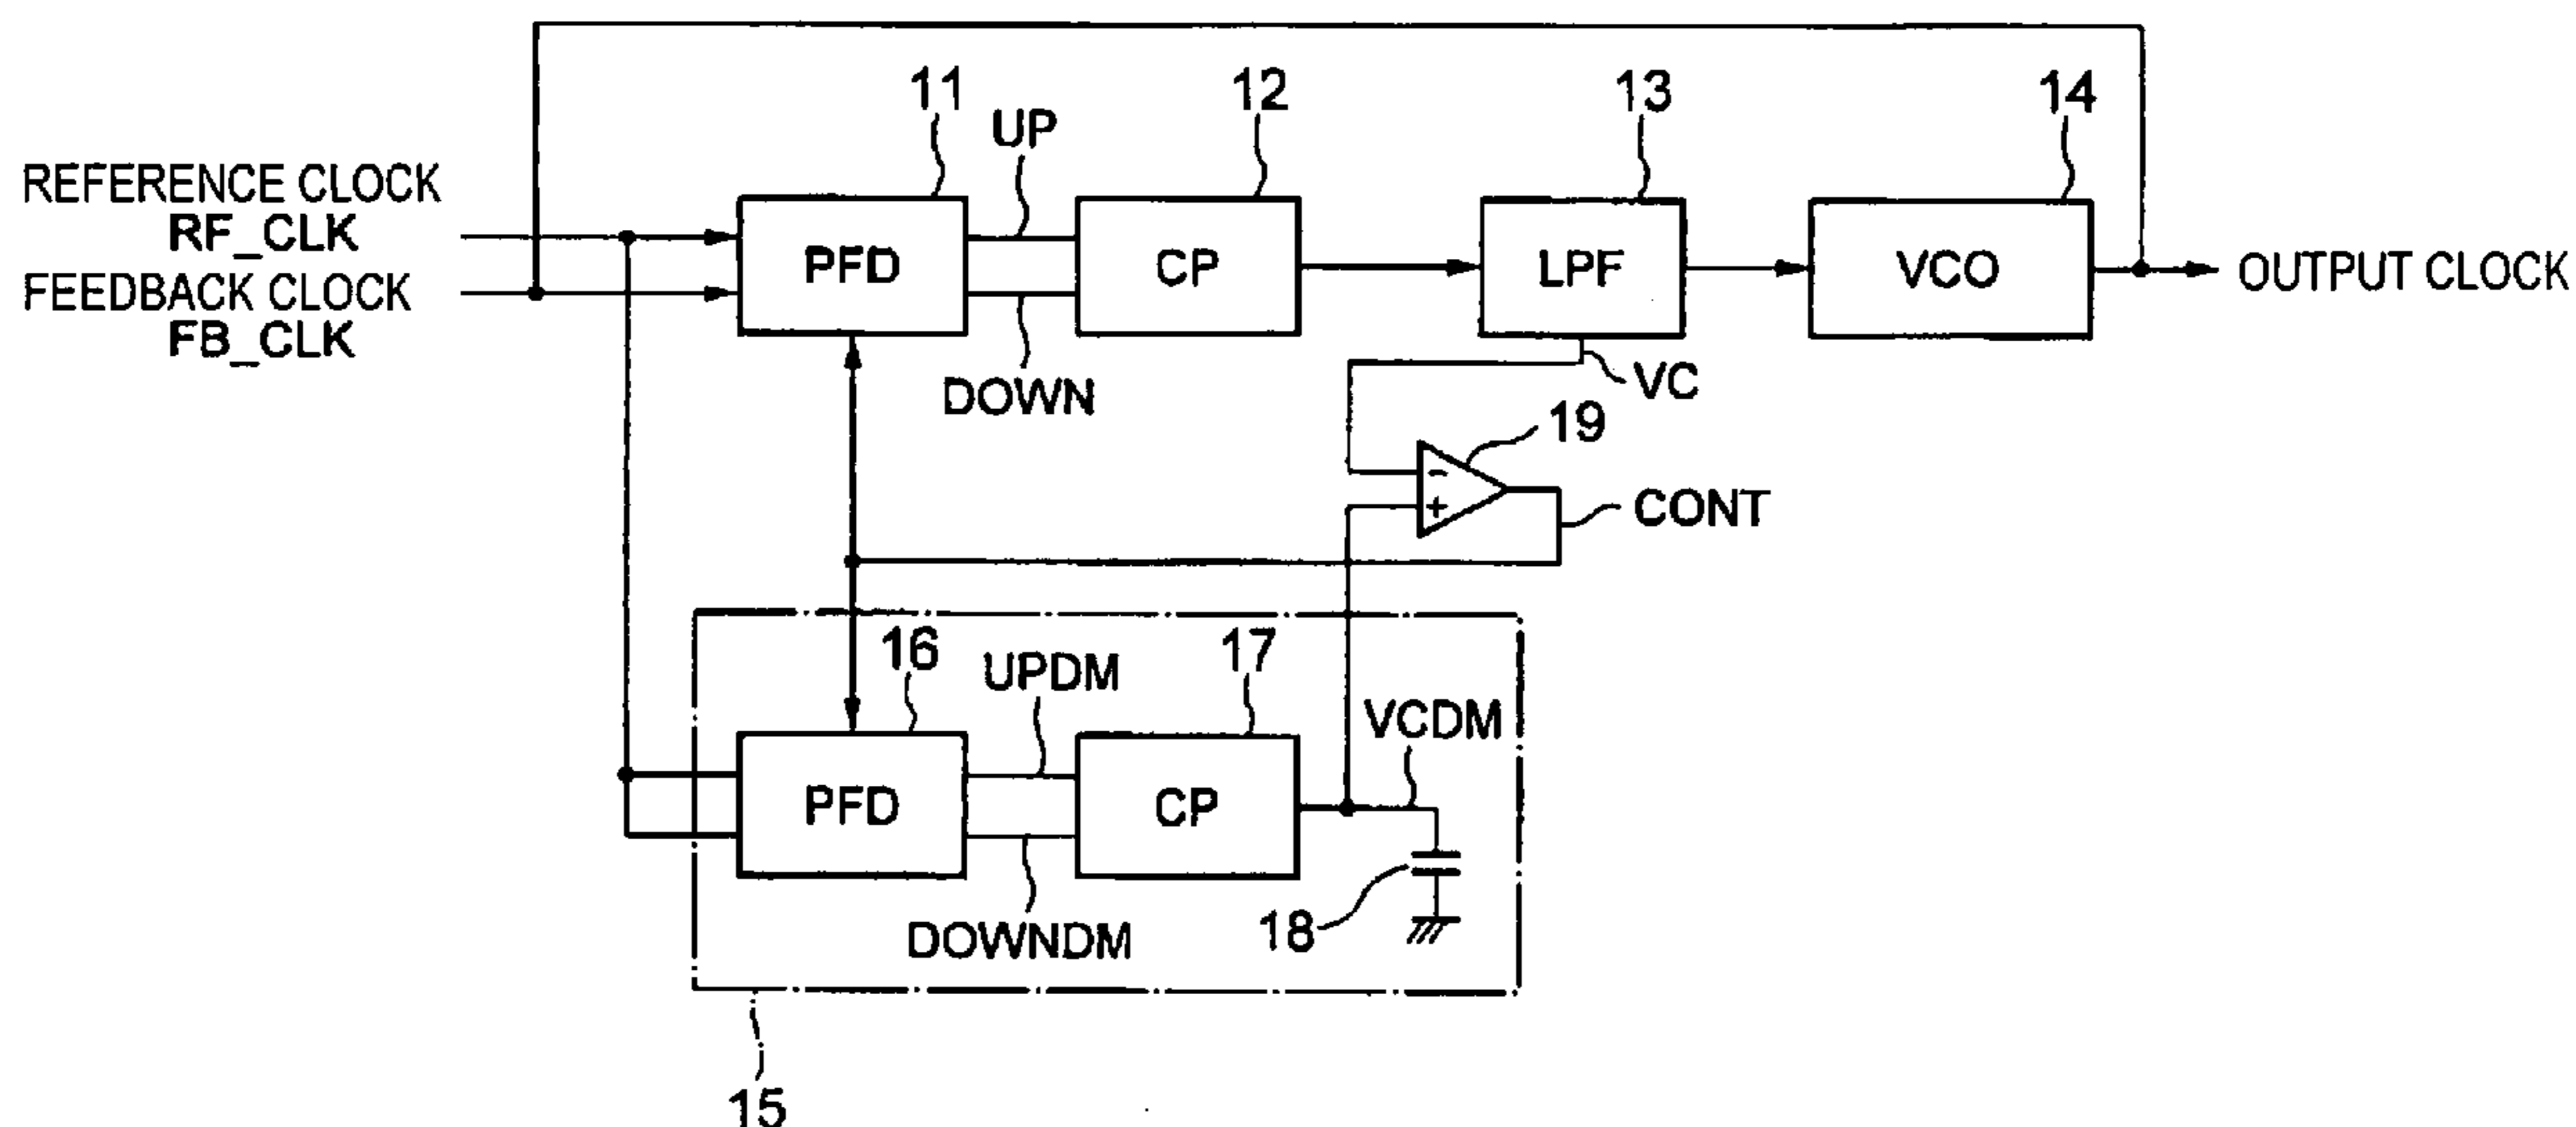 11
12
13
14
UP
REFERENCE CLOCK
RF_CLK
PFD
CP
LPF
VCO
OUTPUT CLOCK
FEEDBACK CLOCK
FB_CLK
DOWN
VC
19
-
+
CONT
16
UPDM
17
VCDM
PFD
CP
DOWNDM
18
15